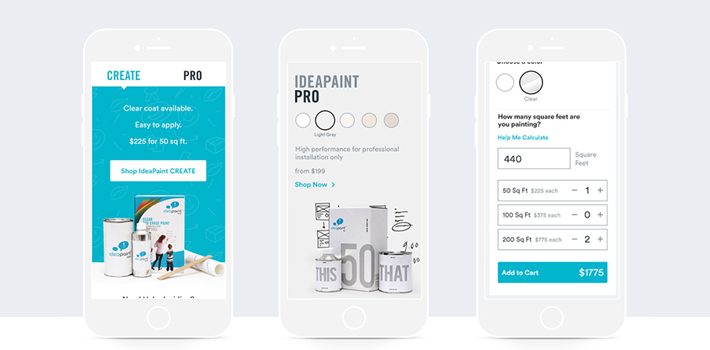 CREATE PRO
Clear coat available.
Easy to apply.
$225 for 50 sq ft.
Shop IdeaPaint CREATE
ideapaint
IDEAPAINT
PRO
Light Gray
High performance for professional
installation only
from $199
Shop Now >
THIS
50
THAT
Choose a color
Clear
How many square feet are
you painting?
Help Me Calculate
440
Square
Feet
50 Sq Ft $225 each − 1 +
100 Sq Ft $375 each − 0 +
200 Sq Ft $775 each − 2 +
Add to Cart $1775